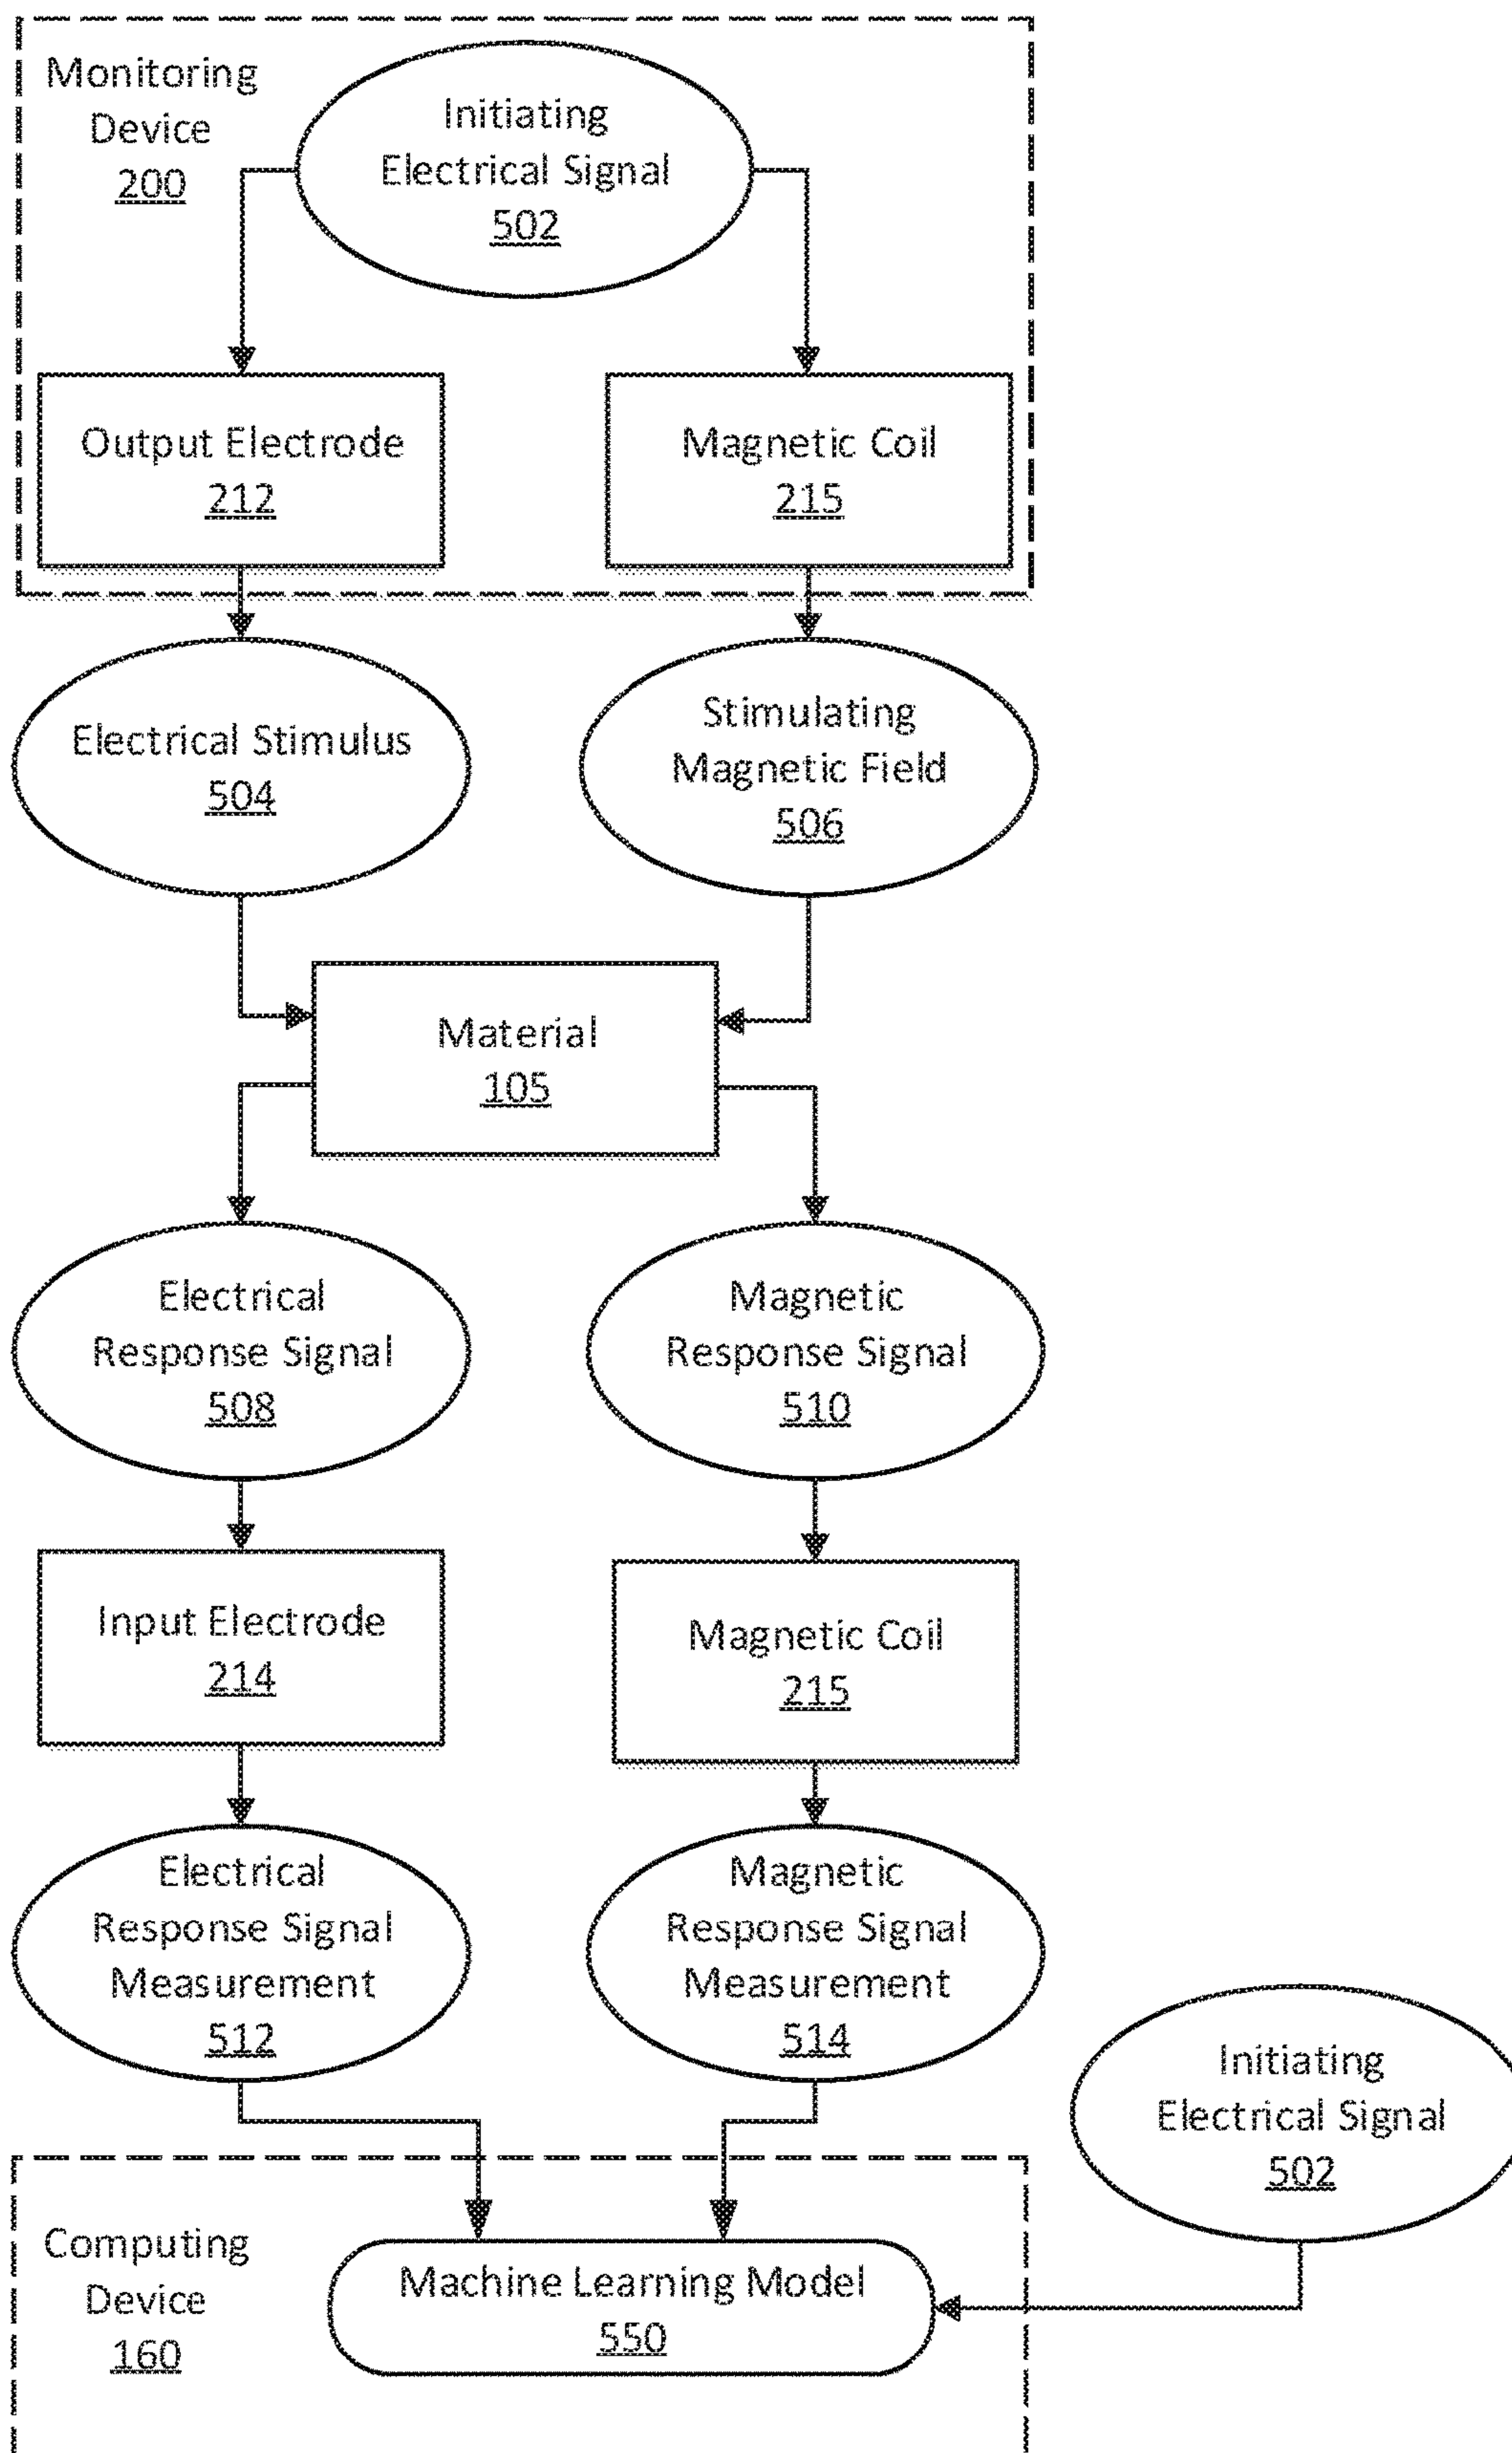 Monitoring
Device
200
Initiating
Electrical Signal
502
Output Electrode
212
Magnetic Coil
215
Electrical Stimulus
504
Stimulating
Magnetic Field
506
Material
105
Electrical
Response Signal
508
Magnetic
Response Signal
510
Input Electrode
214
Magnetic Coil
215
Electrical
Response Signal
Measurement
512
Magnetic
Response Signal
Measurement
514
Initiating
Electrical Signal
502
Computing
Device
160
Machine Learning Model
550